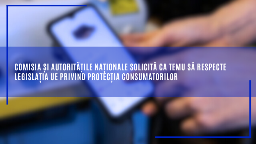 COMISIA ȘI AUTORITĂȚILE NAȚIONALE SOLICITĂ CA TEMU SĂ RESPECTE
LEGISLAȚIA UE PRIVIND PROTECȚIA CONSUMATORILOR